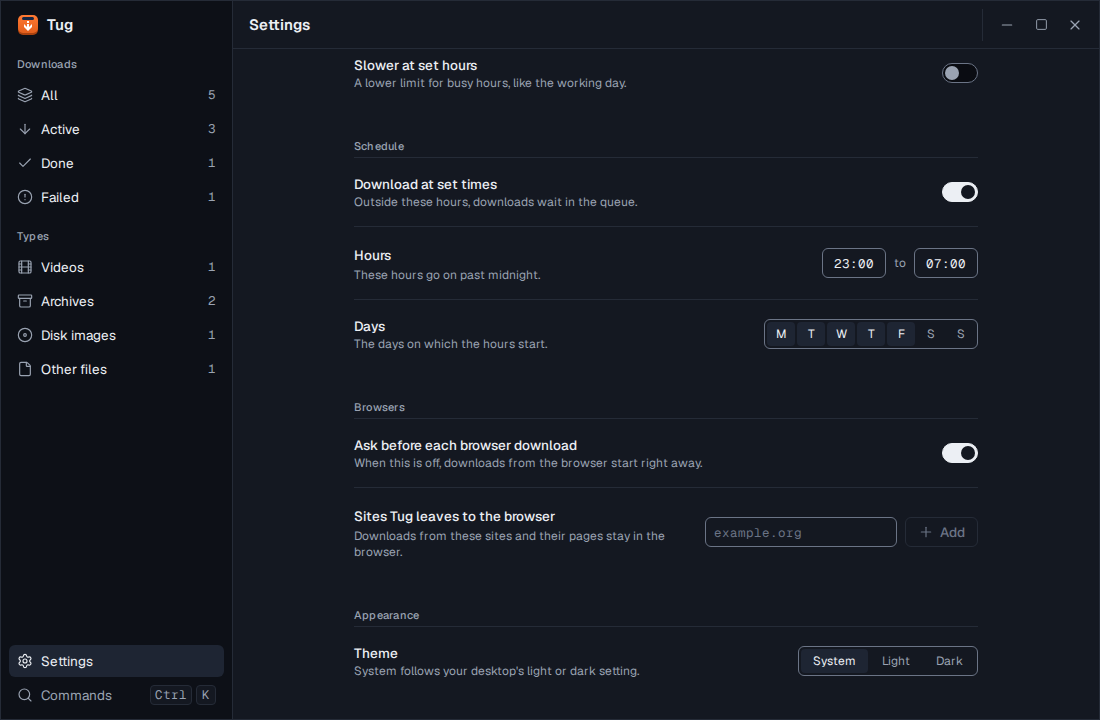 Tug
Settings
Downloads
All 5
Active 3
Done 1
Failed 1
Types
Videos 1
Archives 2
Disk images 1
Other files 1
Settings
Commands Ctrl K
Slower at set hours
A lower limit for busy hours, like the working day.
Schedule
Download at set times
Outside these hours, downloads wait in the queue.
Hours
These hours go on past midnight.
23:00 to 07:00
Days
The days on which the hours start.
M T W T F S S
Browsers
Ask before each browser download
When this is off, downloads from the browser start right away.
Sites Tug leaves to the browser
Downloads from these sites and their pages stay in the
browser.
example.org
Add
Appearance
Theme
System follows your desktop's light or dark setting.
System Light Dark